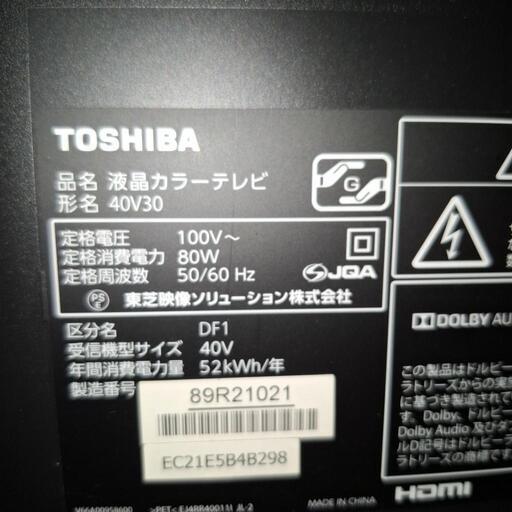 TOSHIBA
品名 液晶カラーテレビ
形名 40V30
G
定格電圧 100V～
定格消費電力 80W
定格周波数 50/60 Hz
JQA
PS
E
東芝映像ソリューション株式会社
区分名 DF1
受信機型サイズ 40V
年間消費電力量 52kWh/年
製造番号
89R21021
EC21E5B4B298
>PET<
JL-2
MADE IN CHINA
DOLBY AU
この製品はドルビー
ラトリーズからの実施
に基づき製造されて
す。Dolby、ドルビー
Dolby Audio 及びダブ
ルD記号はドルビーラ
ラトリーズの商標で
HDMI